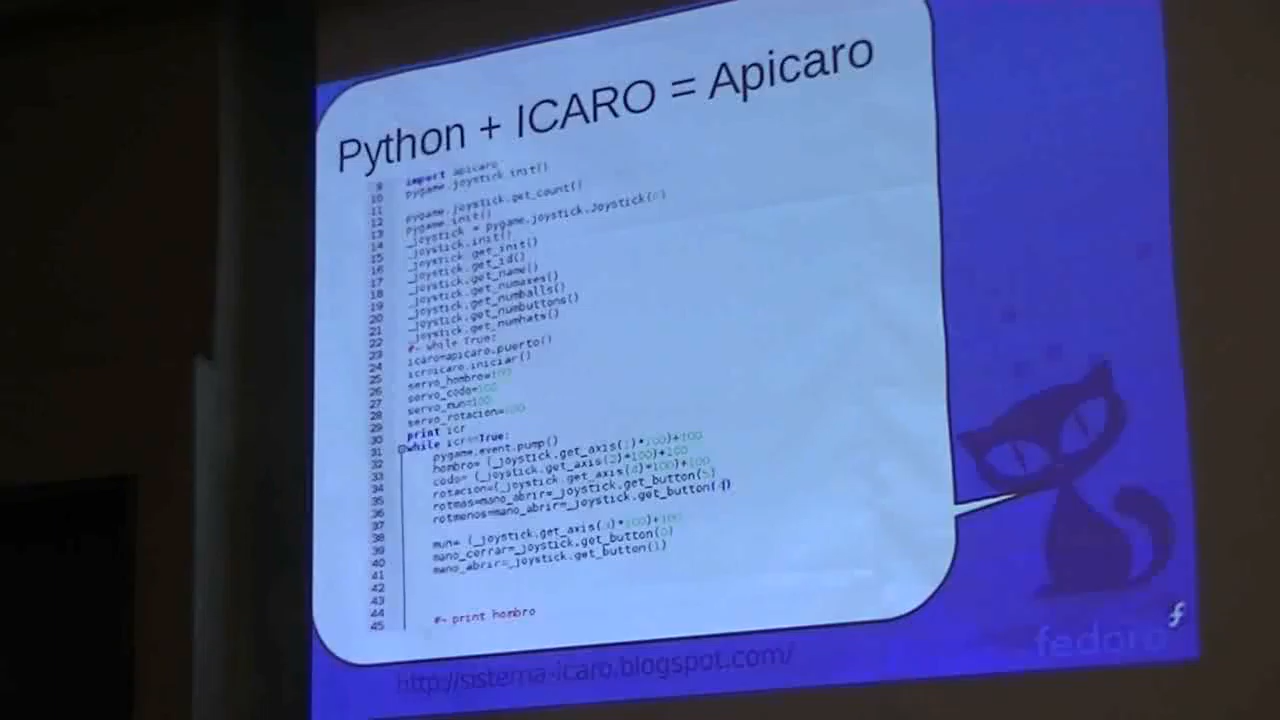 Python + ICARO = Apicaro
9 import apicaro
10 pygame.joystick.init()
11
12 pygame.joystick.get_count()
13 pygame.init()
14 _joystick = pygame.joystick.Joystick(0)
15 _joystick.init()
16 _joystick.get_init()
17 _joystick.get_id()
18 _joystick.get_name()
19 _joystick.get_numaxes()
20 _joystick.get_numballs()
21 _joystick.get_numbuttons()
22 _joystick.get_numhats()
23 #~ while True:
24 icaro=apicaro.puerto()
25 icr=icaro.iniciar()
26 servo_hombro=100
27 servo_codo=100
28 servo_mun=100
29 servo_rotacion=100
30 print icr
31 while icr==True:
32 pygame.event.pump()
33 hombro= (_joystick.get_axis(1)*100)+100
34 codo= (_joystick.get_axis(2)*100)+100
35 rotacion=(_joystick.get_axis(4)*100)+100
36 rotmas=mano_abrir=_joystick.get_button(5)
37 rotmenos=mano_abrir=_joystick.get_button(4)
38
39 mun= (_joystick.get_axis(3)*100)+100
40 mano_cerrar=_joystick.get_button(0)
41 mano_abrir=_joystick.get_button(1)
42
43
44
45 #~ print hombro
http://sistema-icaro.blogspot.com/
fedora